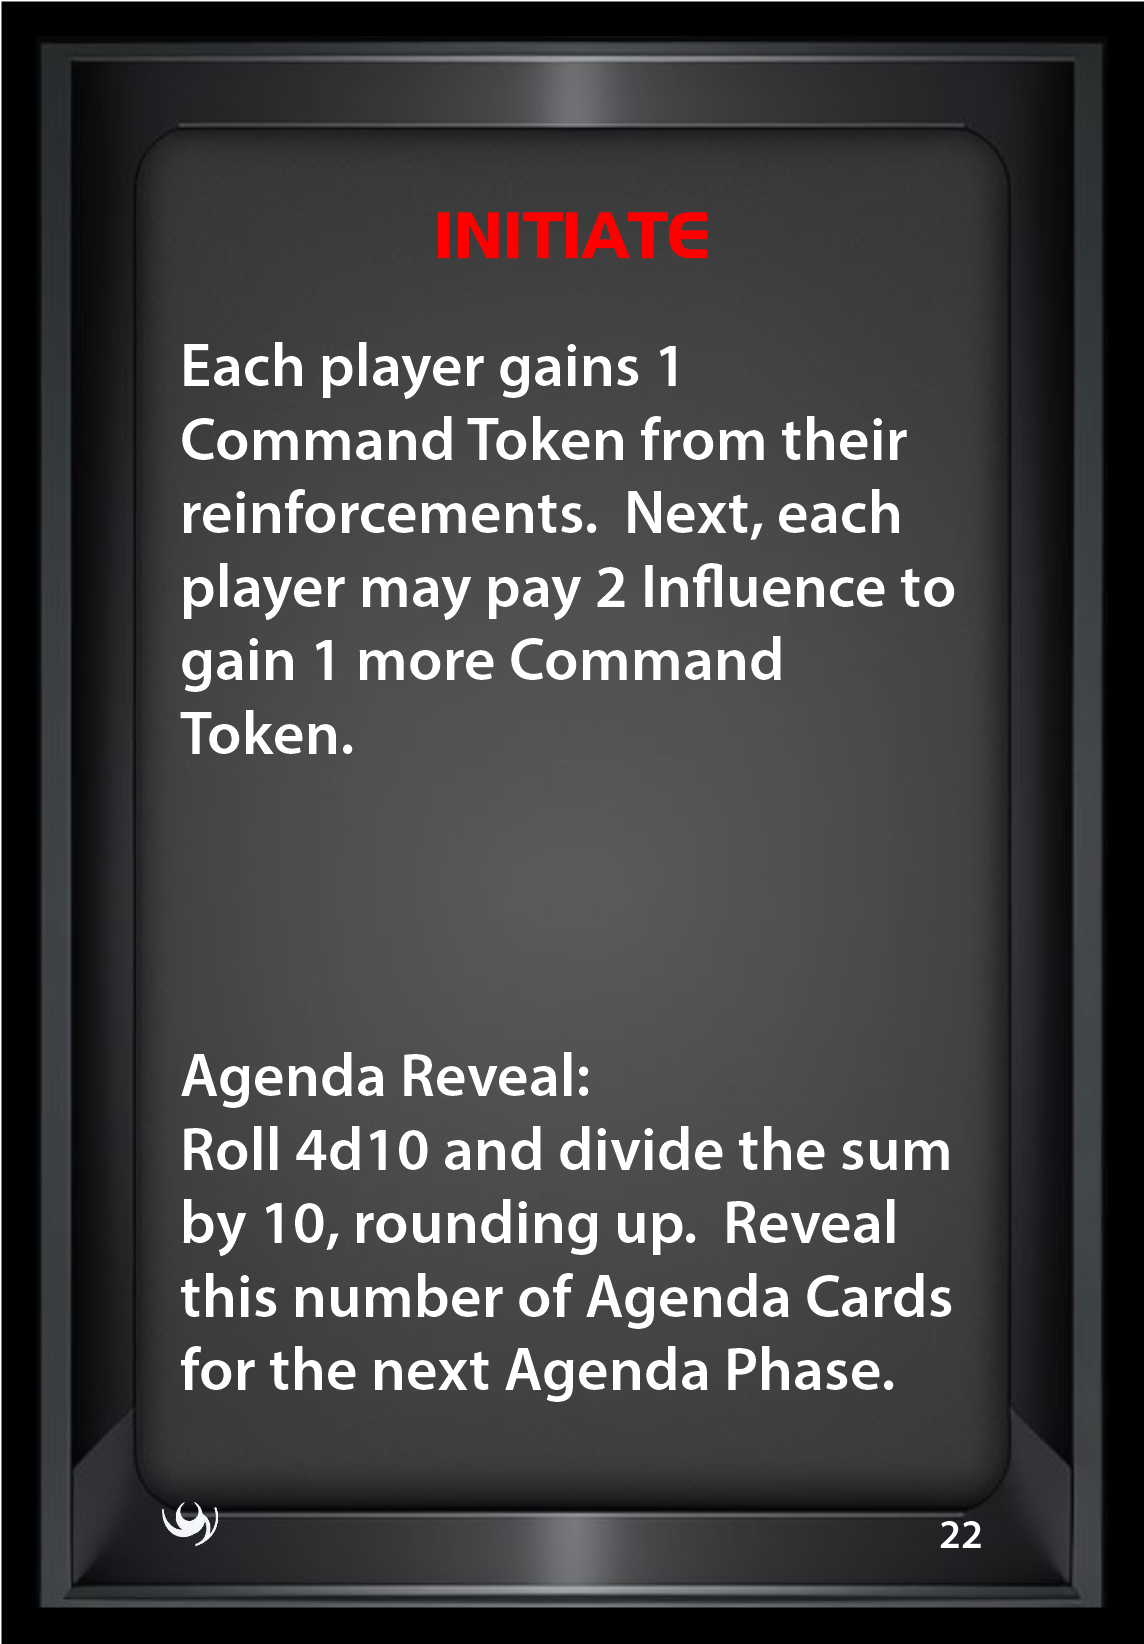 INITIATE
Each player gains 1
Command Token from their
reinforcements.  Next, each
player may pay 2 Influence to
gain 1 more Command
Token.
Agenda Reveal:
Roll 4d10 and divide the sum
by 10, rounding up.  Reveal
this number of Agenda Cards
for the next Agenda Phase.
22